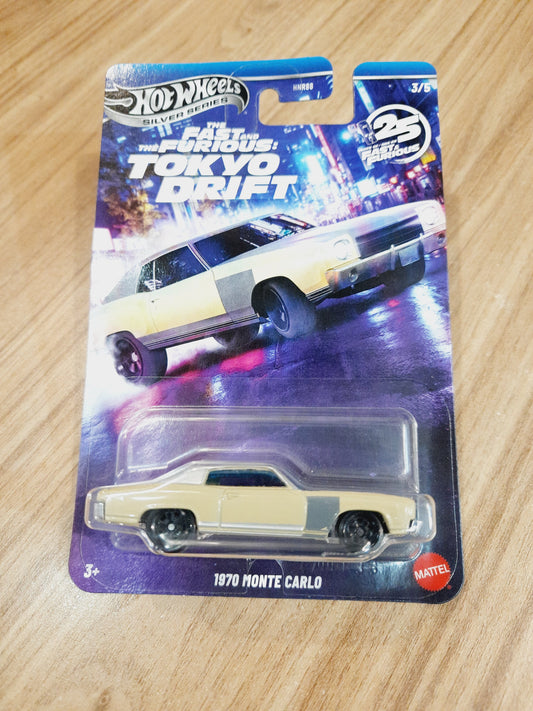 HOT WHEELS
SILVER SERIES
HNR88
3/5
THE
FAST AND
THE FURIOUS:
TOKYO
DRIFT
25
FAST & FURIOUS
3+
1970 MONTE CARLO
MATTEL